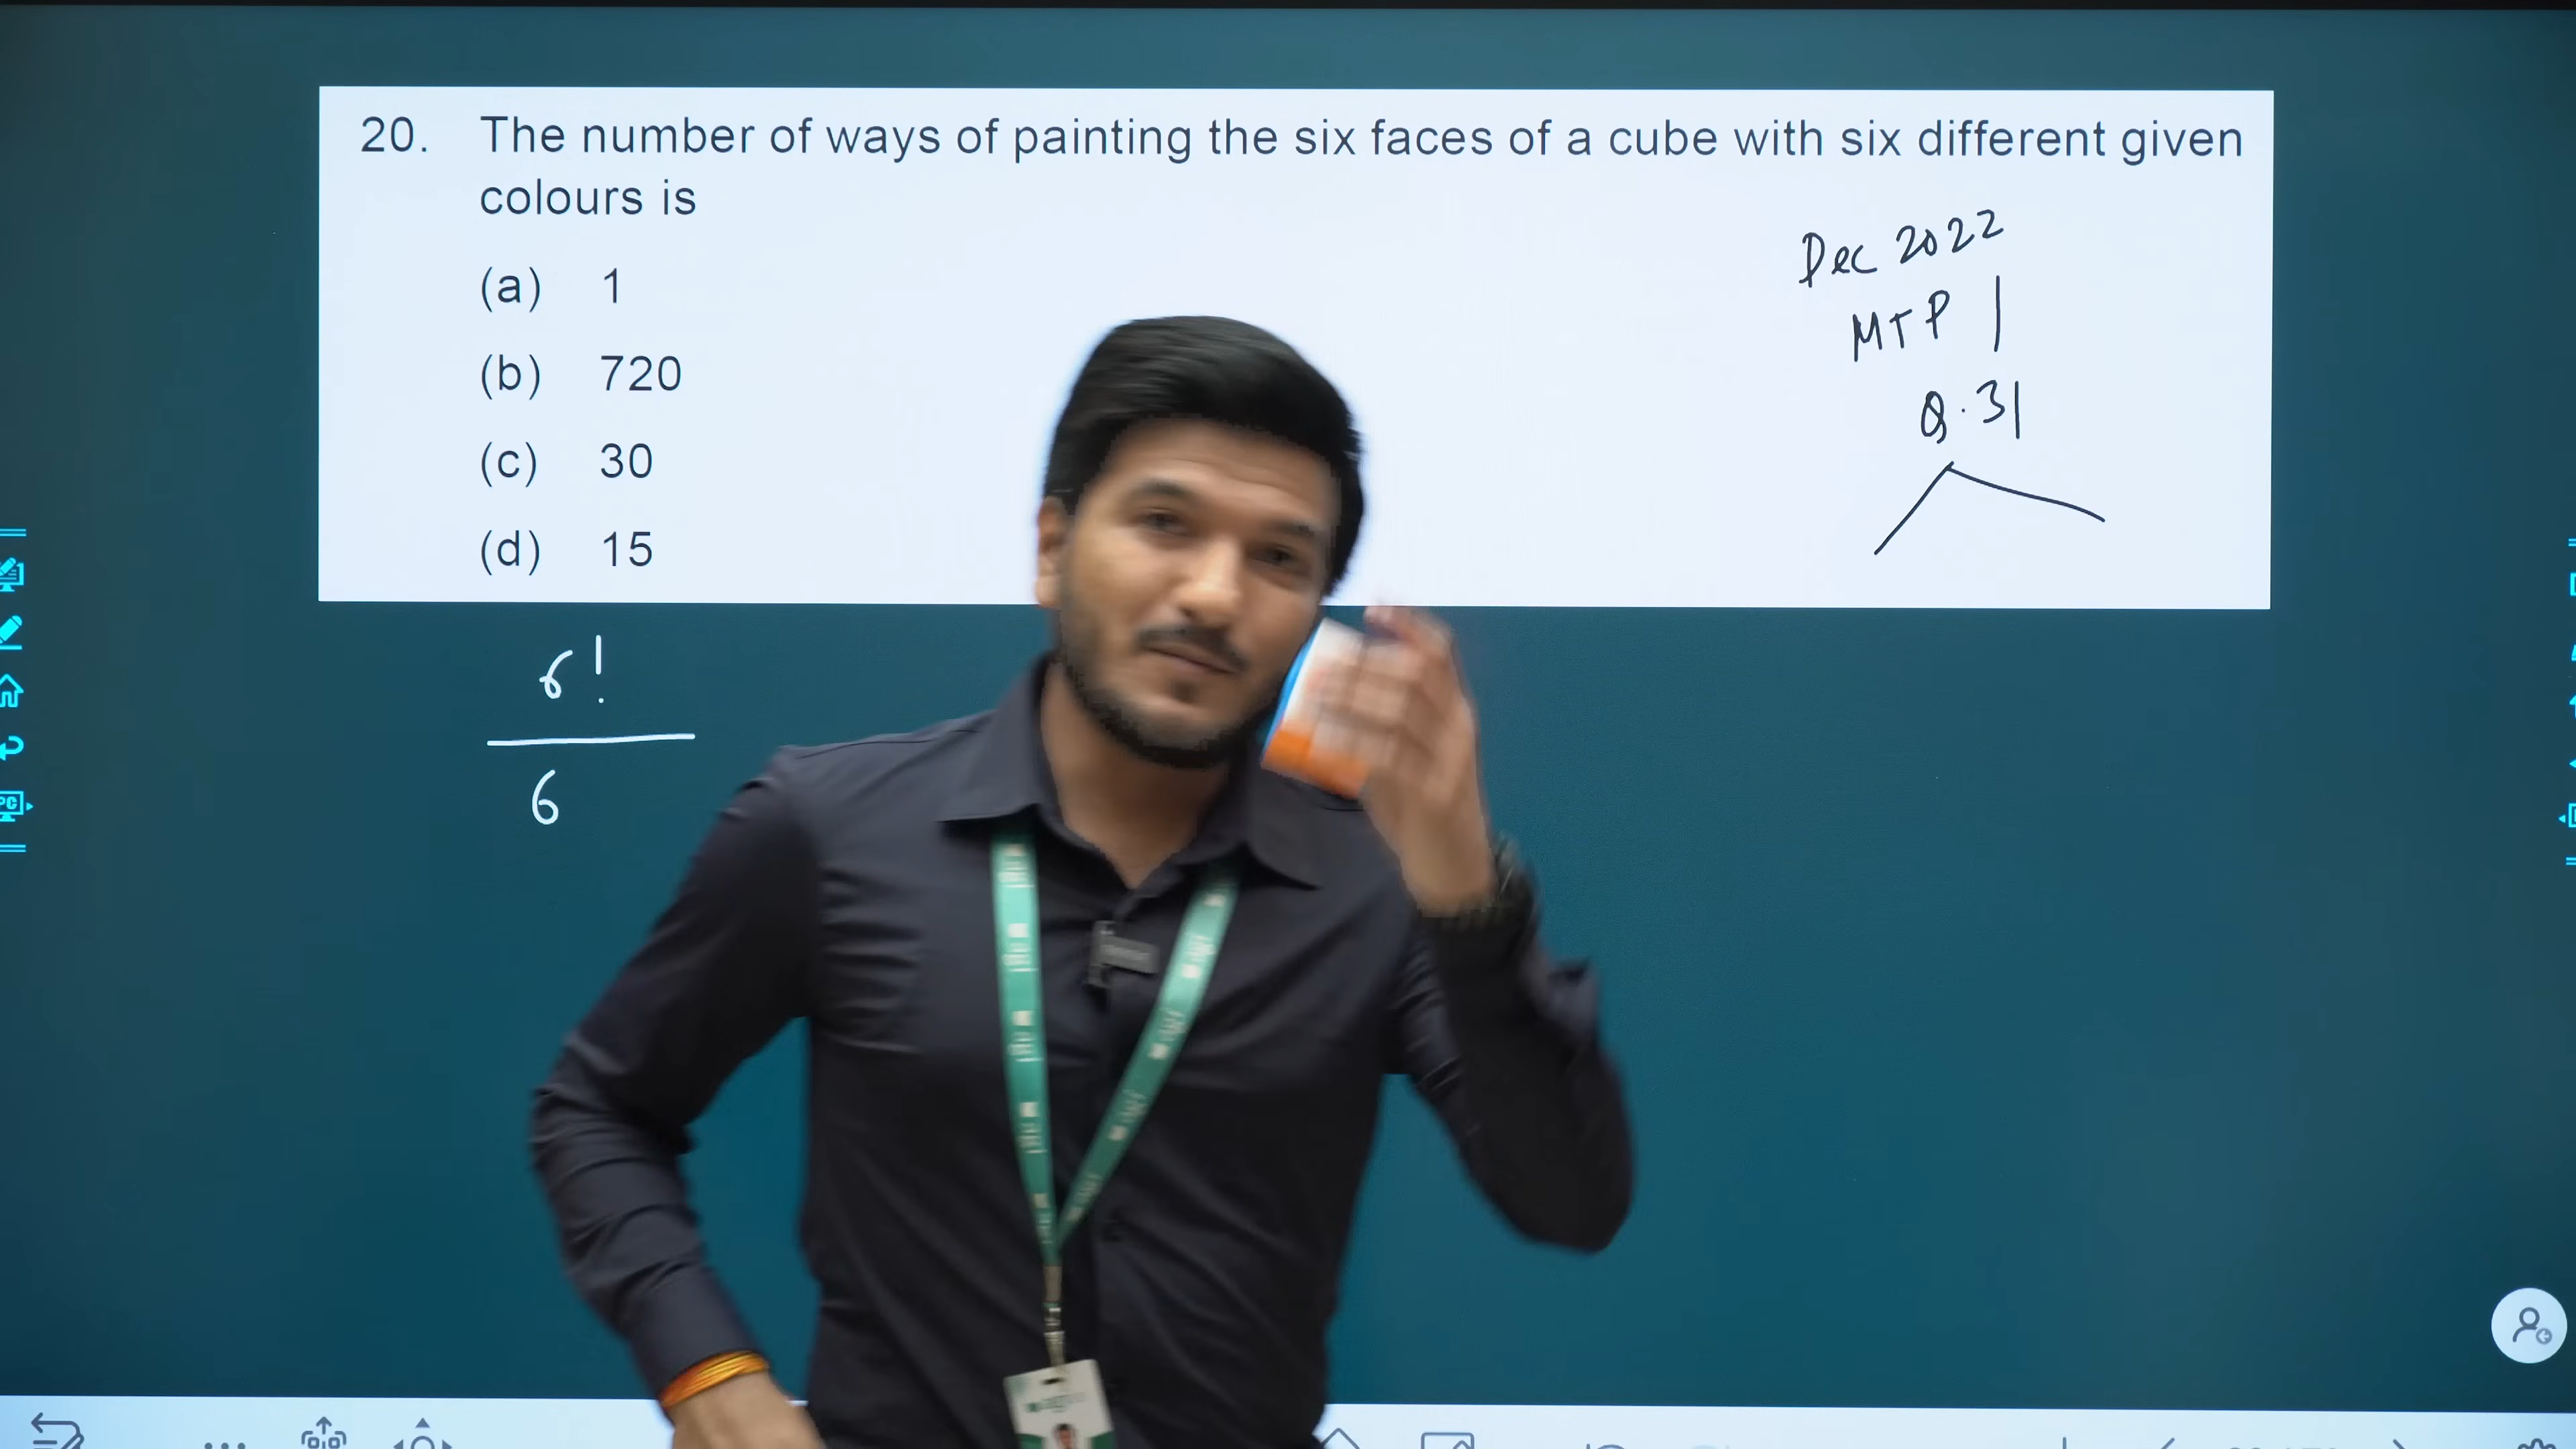 20. The number of ways of painting the six faces of a cube with six different given
colours is
(a) 1
(b) 720
(c) 30
(d) 15
Dec 2022
MTP 1
Q.31
6!
6